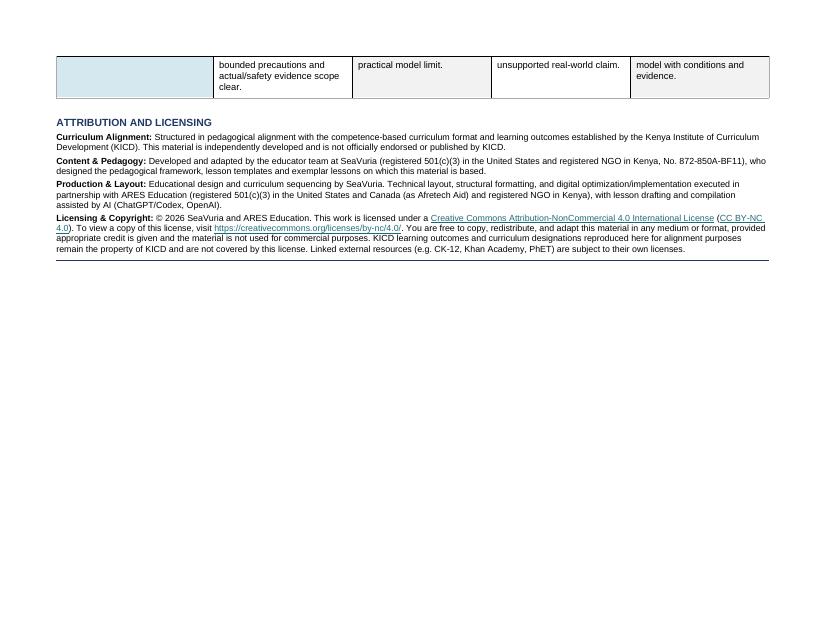 bounded precautions and
actual/safety evidence scope
clear.
practical model limit.
unsupported real-world claim.
model with conditions and
evidence.
ATTRIBUTION AND LICENSING
Curriculum Alignment: Structured in pedagogical alignment with the competence-based curriculum format and learning outcomes established by the Kenya Institute of Curriculum
Development (KICD). This material is independently developed and is not officially endorsed or published by KICD.
Content & Pedagogy: Developed and adapted by the educator team at SeaVuria (registered 501(c)(3) in the United States and registered NGO in Kenya, No. 872-850A-BF11), who
designed the pedagogical framework, lesson templates and exemplar lessons on which this material is based.
Production & Layout: Educational design and curriculum sequencing by SeaVuria. Technical layout, structural formatting, and digital optimization/implementation executed in
partnership with ARES Education (registered 501(c)(3) in the United States and Canada (as Afretech Aid) and registered NGO in Kenya), with lesson drafting and compilation
assisted by AI (ChatGPT/Codex, OpenAI).
Licensing & Copyright: © 2026 SeaVuria and ARES Education. This work is licensed under a Creative Commons Attribution-NonCommercial 4.0 International License (CC BY-NC
4.0). To view a copy of this license, visit https://creativecommons.org/licenses/by-nc/4.0/. You are free to copy, redistribute, and adapt this material in any medium or format, provided
appropriate credit is given and the material is not used for commercial purposes. KICD learning outcomes and curriculum designations reproduced here for alignment purposes
remain the property of KICD and are not covered by this license. Linked external resources (e.g. CK-12, Khan Academy, PhET) are subject to their own licenses.